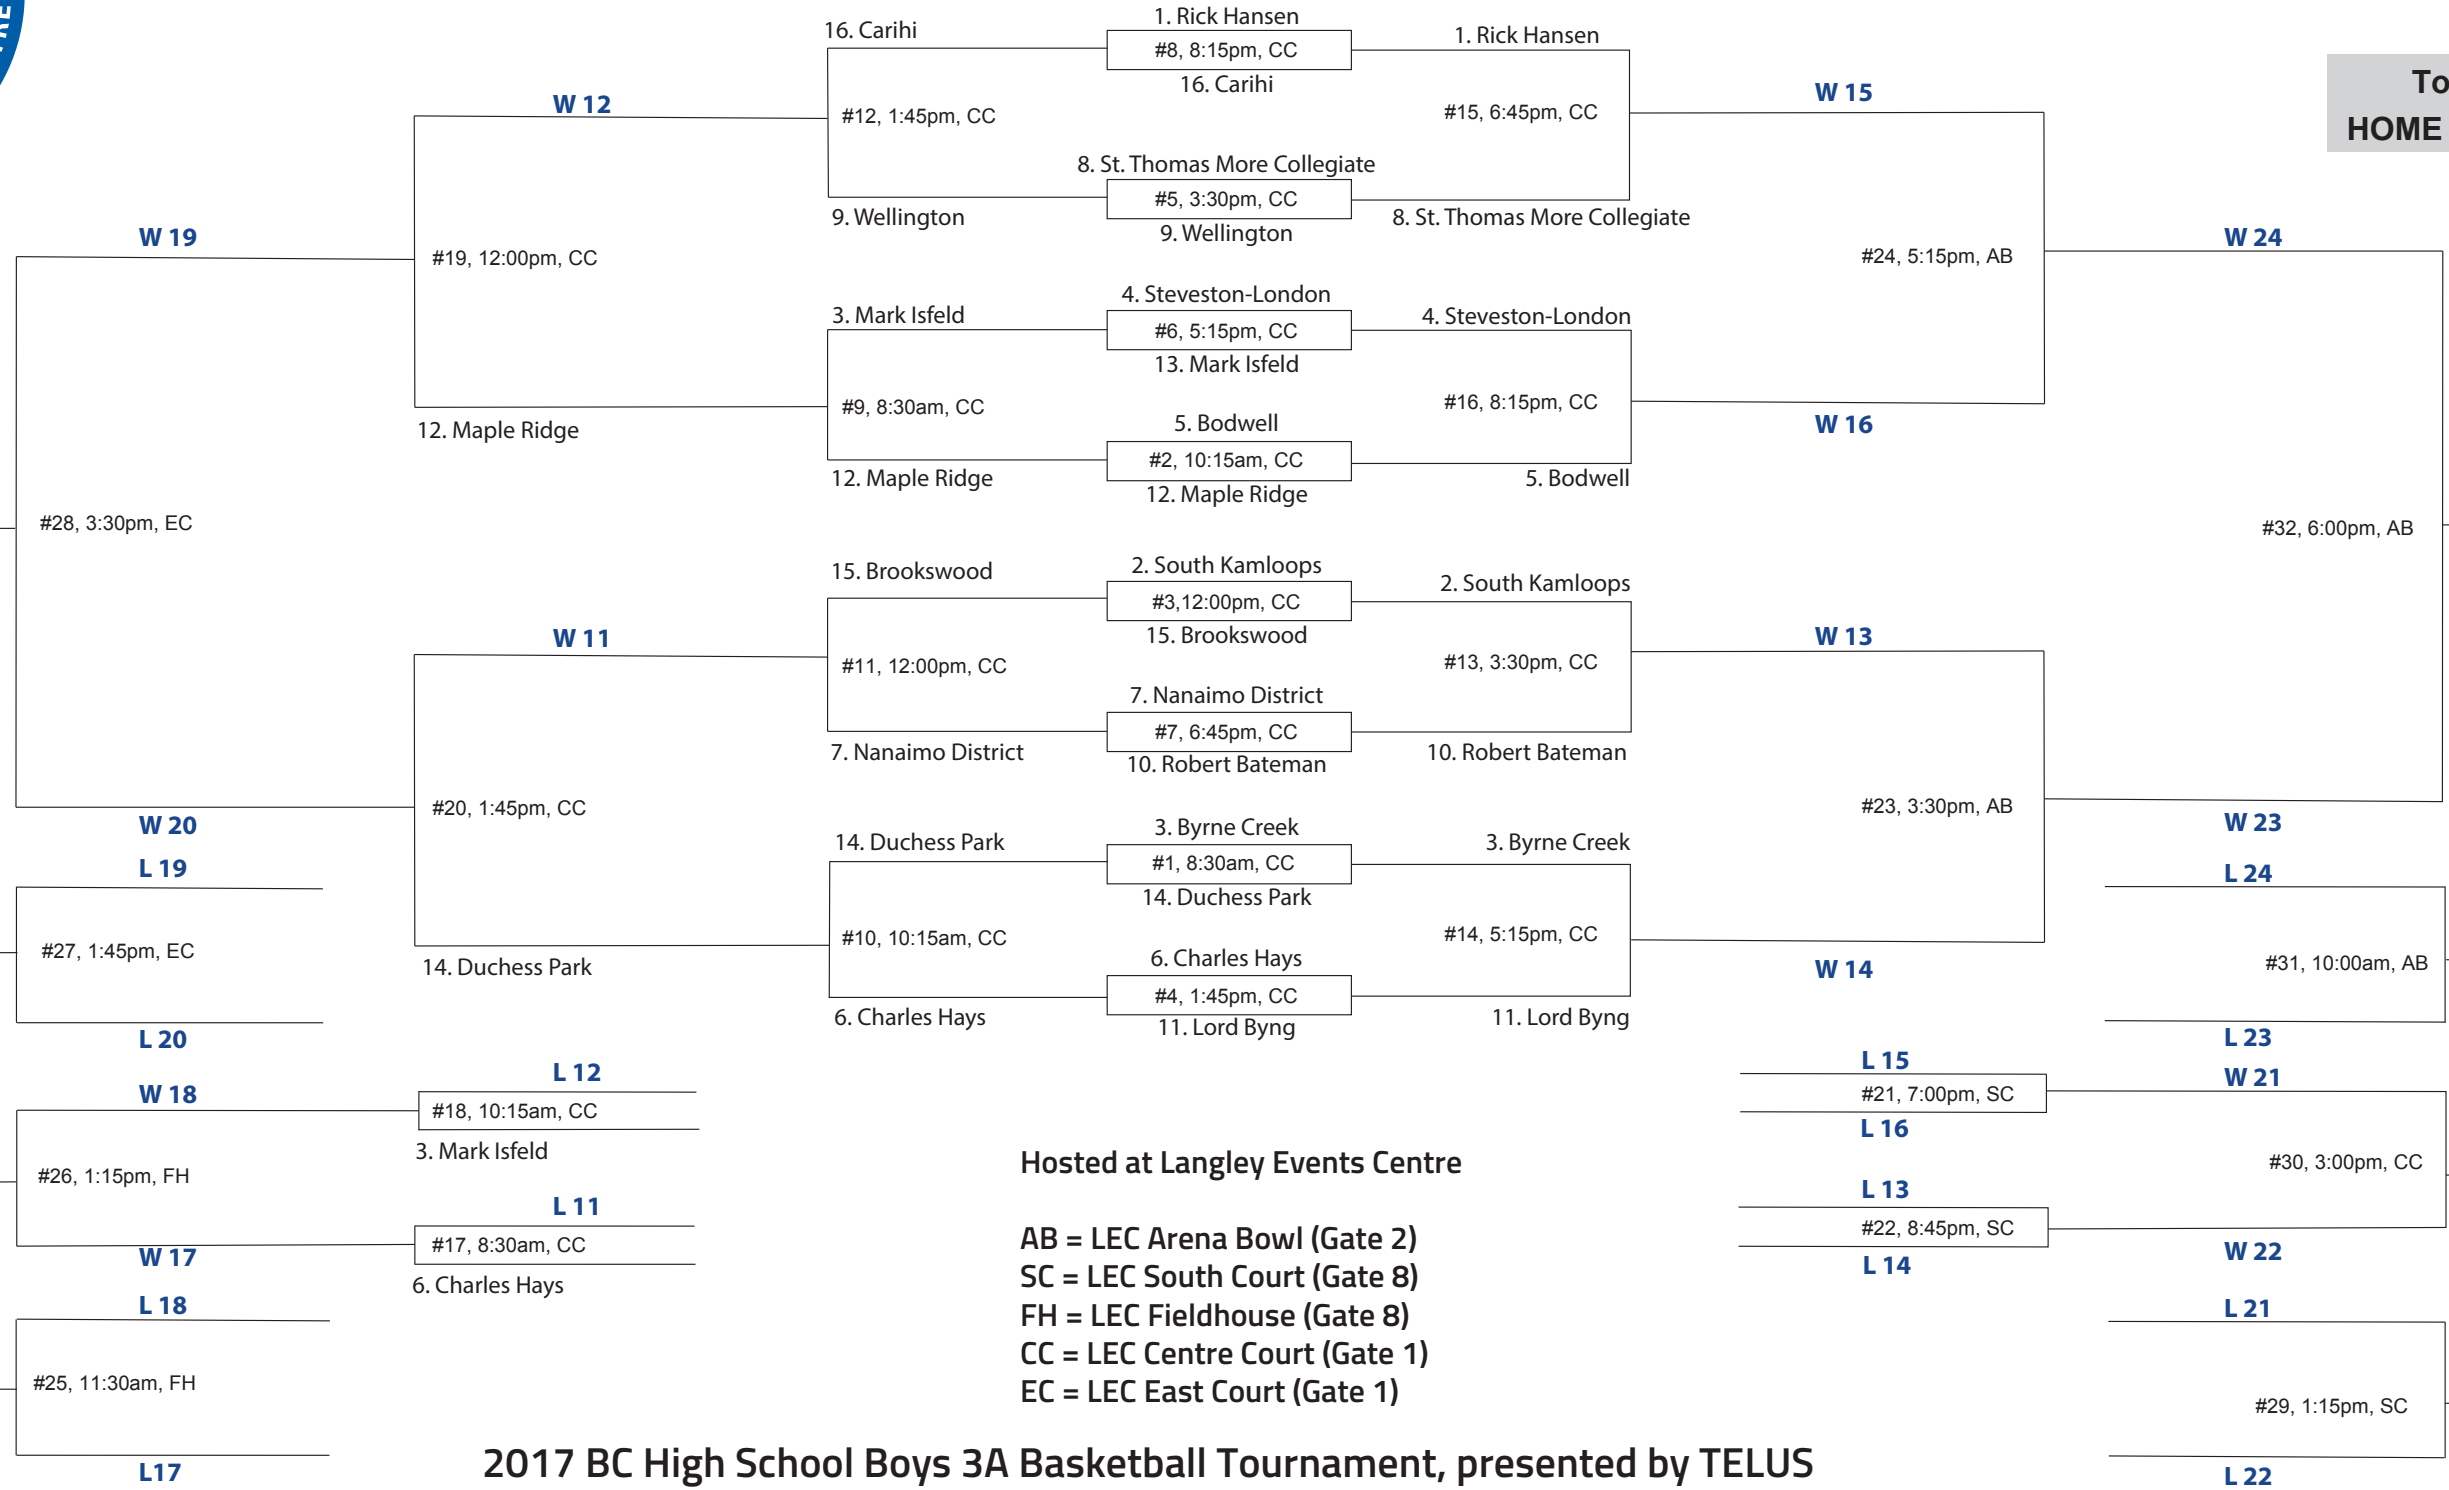 RE
16. Carihi
1. Rick Hansen
#8, 8:15pm, CC
16. Carihi
1. Rick Hansen
To
HOME
W 12
#12, 1:45pm, CC
#15, 6:45pm, CC
W 15
8. St. Thomas More Collegiate
#5, 3:30pm, CC
9. Wellington
9. Wellington
8. St. Thomas More Collegiate
W 19
#19, 12:00pm, CC
#24, 5:15pm, AB
W 24
3. Mark Isfeld
4. Steveston-London
#6, 5:15pm, CC
13. Mark Isfeld
4. Steveston-London
#9, 8:30am, CC
#16, 8:15pm, CC
W 16
12. Maple Ridge
5. Bodwell
#2, 10:15am, CC
12. Maple Ridge
12. Maple Ridge
5. Bodwell
#28, 3:30pm, EC
#32, 6:00pm, AB
15. Brookswood
2. South Kamloops
#3,12:00pm, CC
15. Brookswood
2. South Kamloops
W 11
#11, 12:00pm, CC
#13, 3:30pm, CC
W 13
7. Nanaimo District
#7, 6:45pm, CC
10. Robert Bateman
7. Nanaimo District
10. Robert Bateman
W 20
#20, 1:45pm, CC
#23, 3:30pm, AB
W 23
14. Duchess Park
3. Byrne Creek
#1, 8:30am, CC
14. Duchess Park
3. Byrne Creek
L 19
#27, 1:45pm, EC
L 20
14. Duchess Park
#10, 10:15am, CC
#14, 5:15pm, CC
W 14
6. Charles Hays
#4, 1:45pm, CC
11. Lord Byng
6. Charles Hays
11. Lord Byng
L 24
#31, 10:00am, AB
L 23
W 18
L 12
#18, 10:15am, CC
3. Mark Isfeld
#26, 1:15pm, FH
L 11
#17, 8:30am, CC
6. Charles Hays
W 17
L 15
#21, 7:00pm, SC
L 16
W 21
#30, 3:00pm, CC
L 13
#22, 8:45pm, SC
L 14
W 22
L 18
#25, 11:30am, FH
L17
L 21
#29, 1:15pm, SC
L 22
Hosted at Langley Events Centre
AB = LEC Arena Bowl (Gate 2)
SC = LEC South Court (Gate 8)
FH = LEC Fieldhouse (Gate 8)
CC = LEC Centre Court (Gate 1)
EC = LEC East Court (Gate 1)
2017 BC High School Boys 3A Basketball Tournament, presented by TELUS